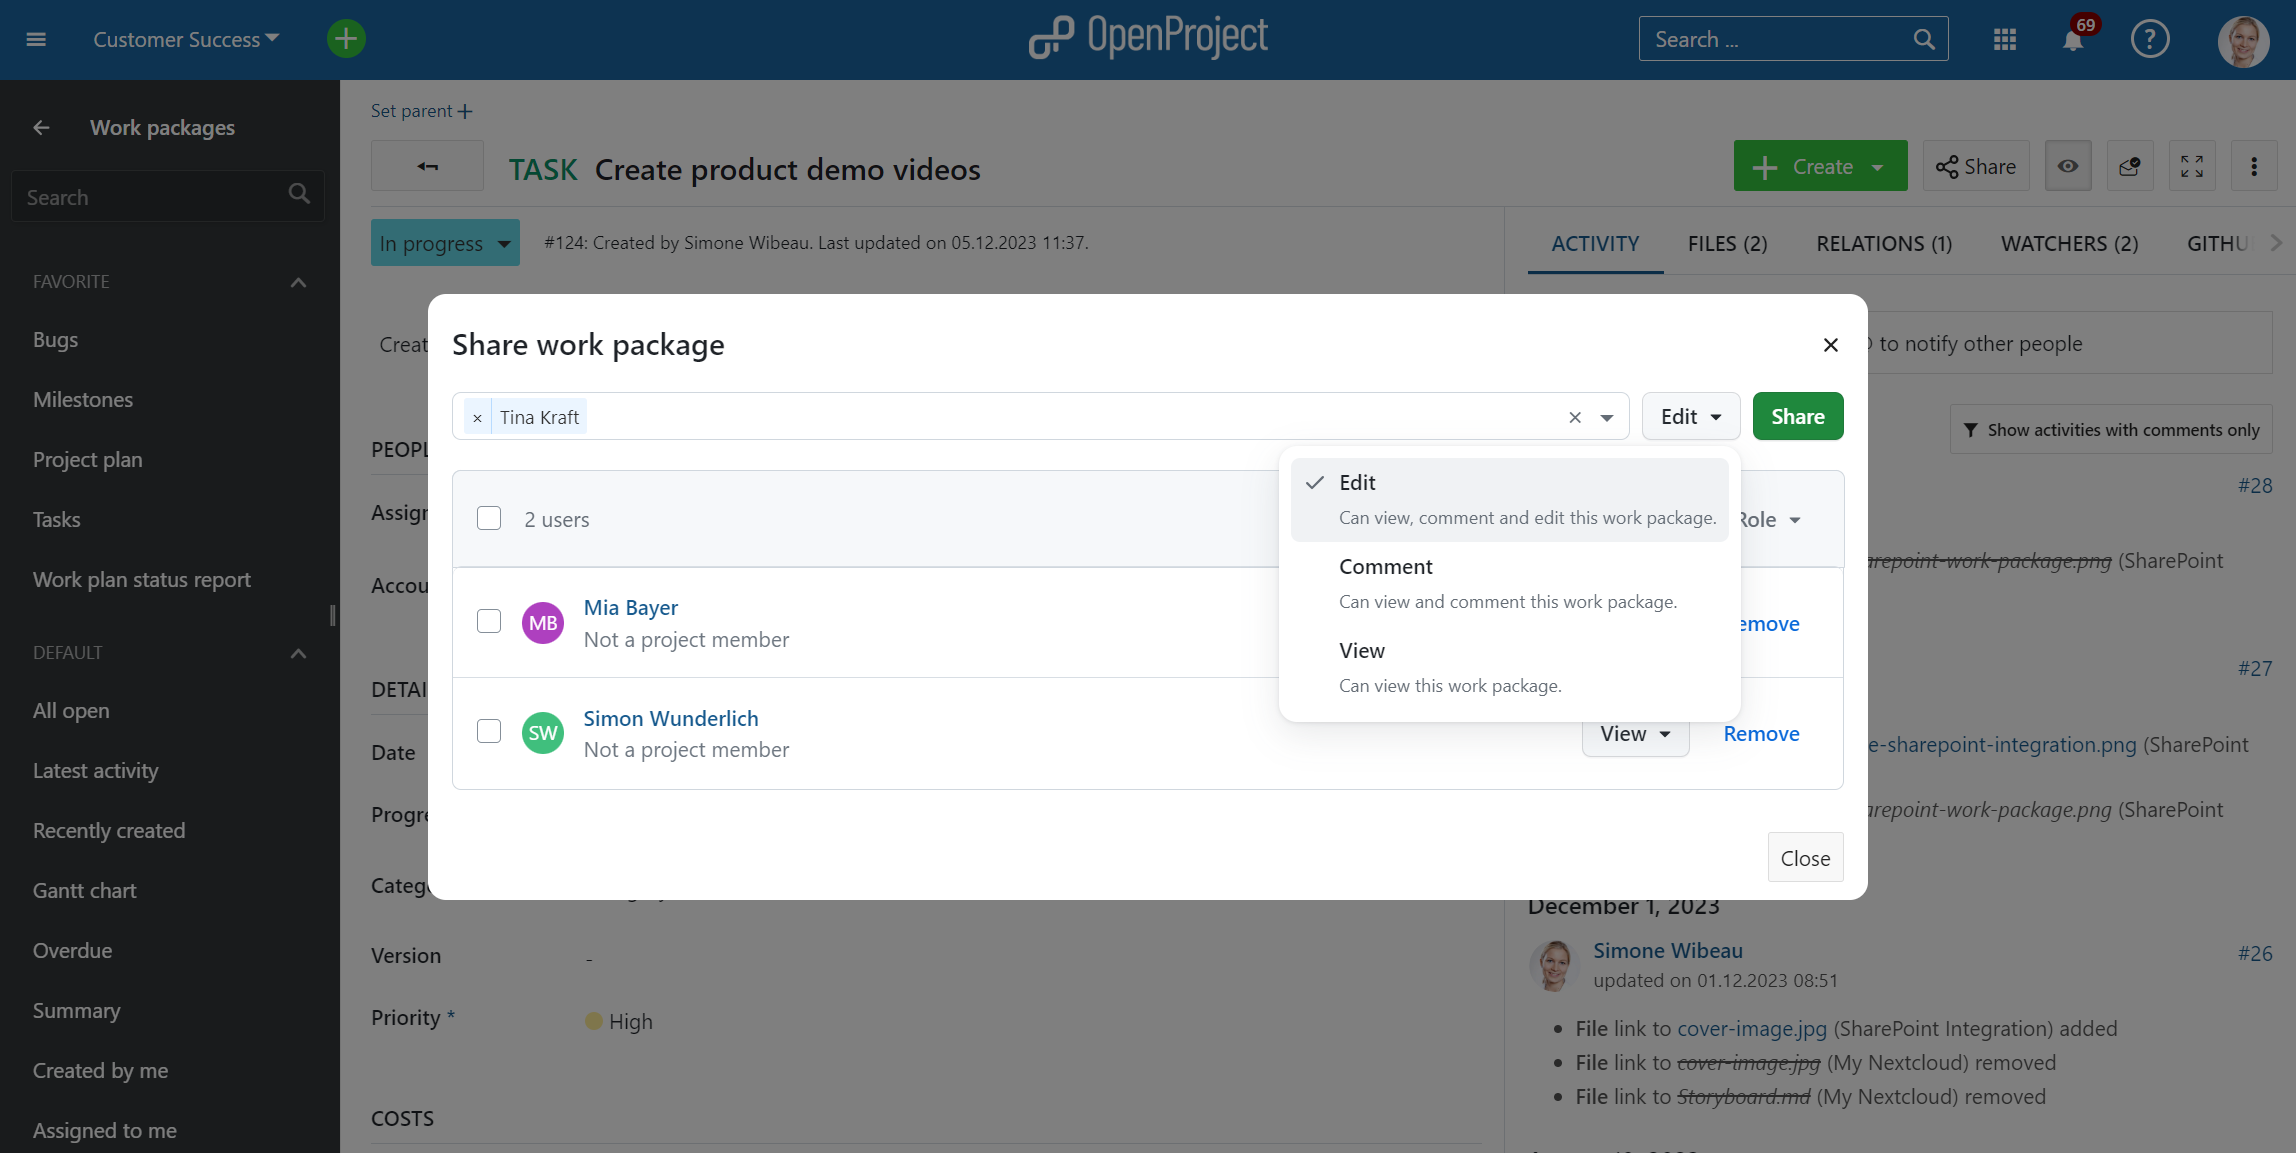 Customer Success
OpenProject
Search ...
69
?
Work packages
Search
FAVORITE
Bugs
Milestones
Project plan
Tasks
Work plan status report
DEFAULT
All open
Latest activity
Recently created
Gantt chart
Overdue
Summary
Created by me
Assigned to me
Set parent
TASK Create product demo videos
Create
Share
In progress
#124: Created by Simone Wibeau. Last updated on 05.12.2023 11:37.
ACTIVITY
FILES (2)
RELATIONS (1)
WATCHERS (2)
GITHU
Creat
to notify other people
Show activities with comments only
PEOPL
Assign
Accou
DETAI
Date
Progre
Catego
Version
-
Priority *
High
COSTS
Share work package
Tina Kraft
Edit
Share
2 users
Role
Edit
Can view, comment and edit this work package.
Comment
Can view and comment this work package.
View
Can view this work package.
MB
Mia Bayer
Not a project member
emove
SW
Simon Wunderlich
Not a project member
View
Remove
Close
#28
arepoint-work-package.png (SharePoint
#27
e-sharepoint-integration.png (SharePoint
arepoint-work-package.png (SharePoint
December 1, 2023
Simone Wibeau
updated on 01.12.2023 08:51
#26
File link to cover-image.jpg (SharePoint Integration) added
File link to cover-image.jpg (My Nextcloud) removed
File link to Storyboard.md (My Nextcloud) removed